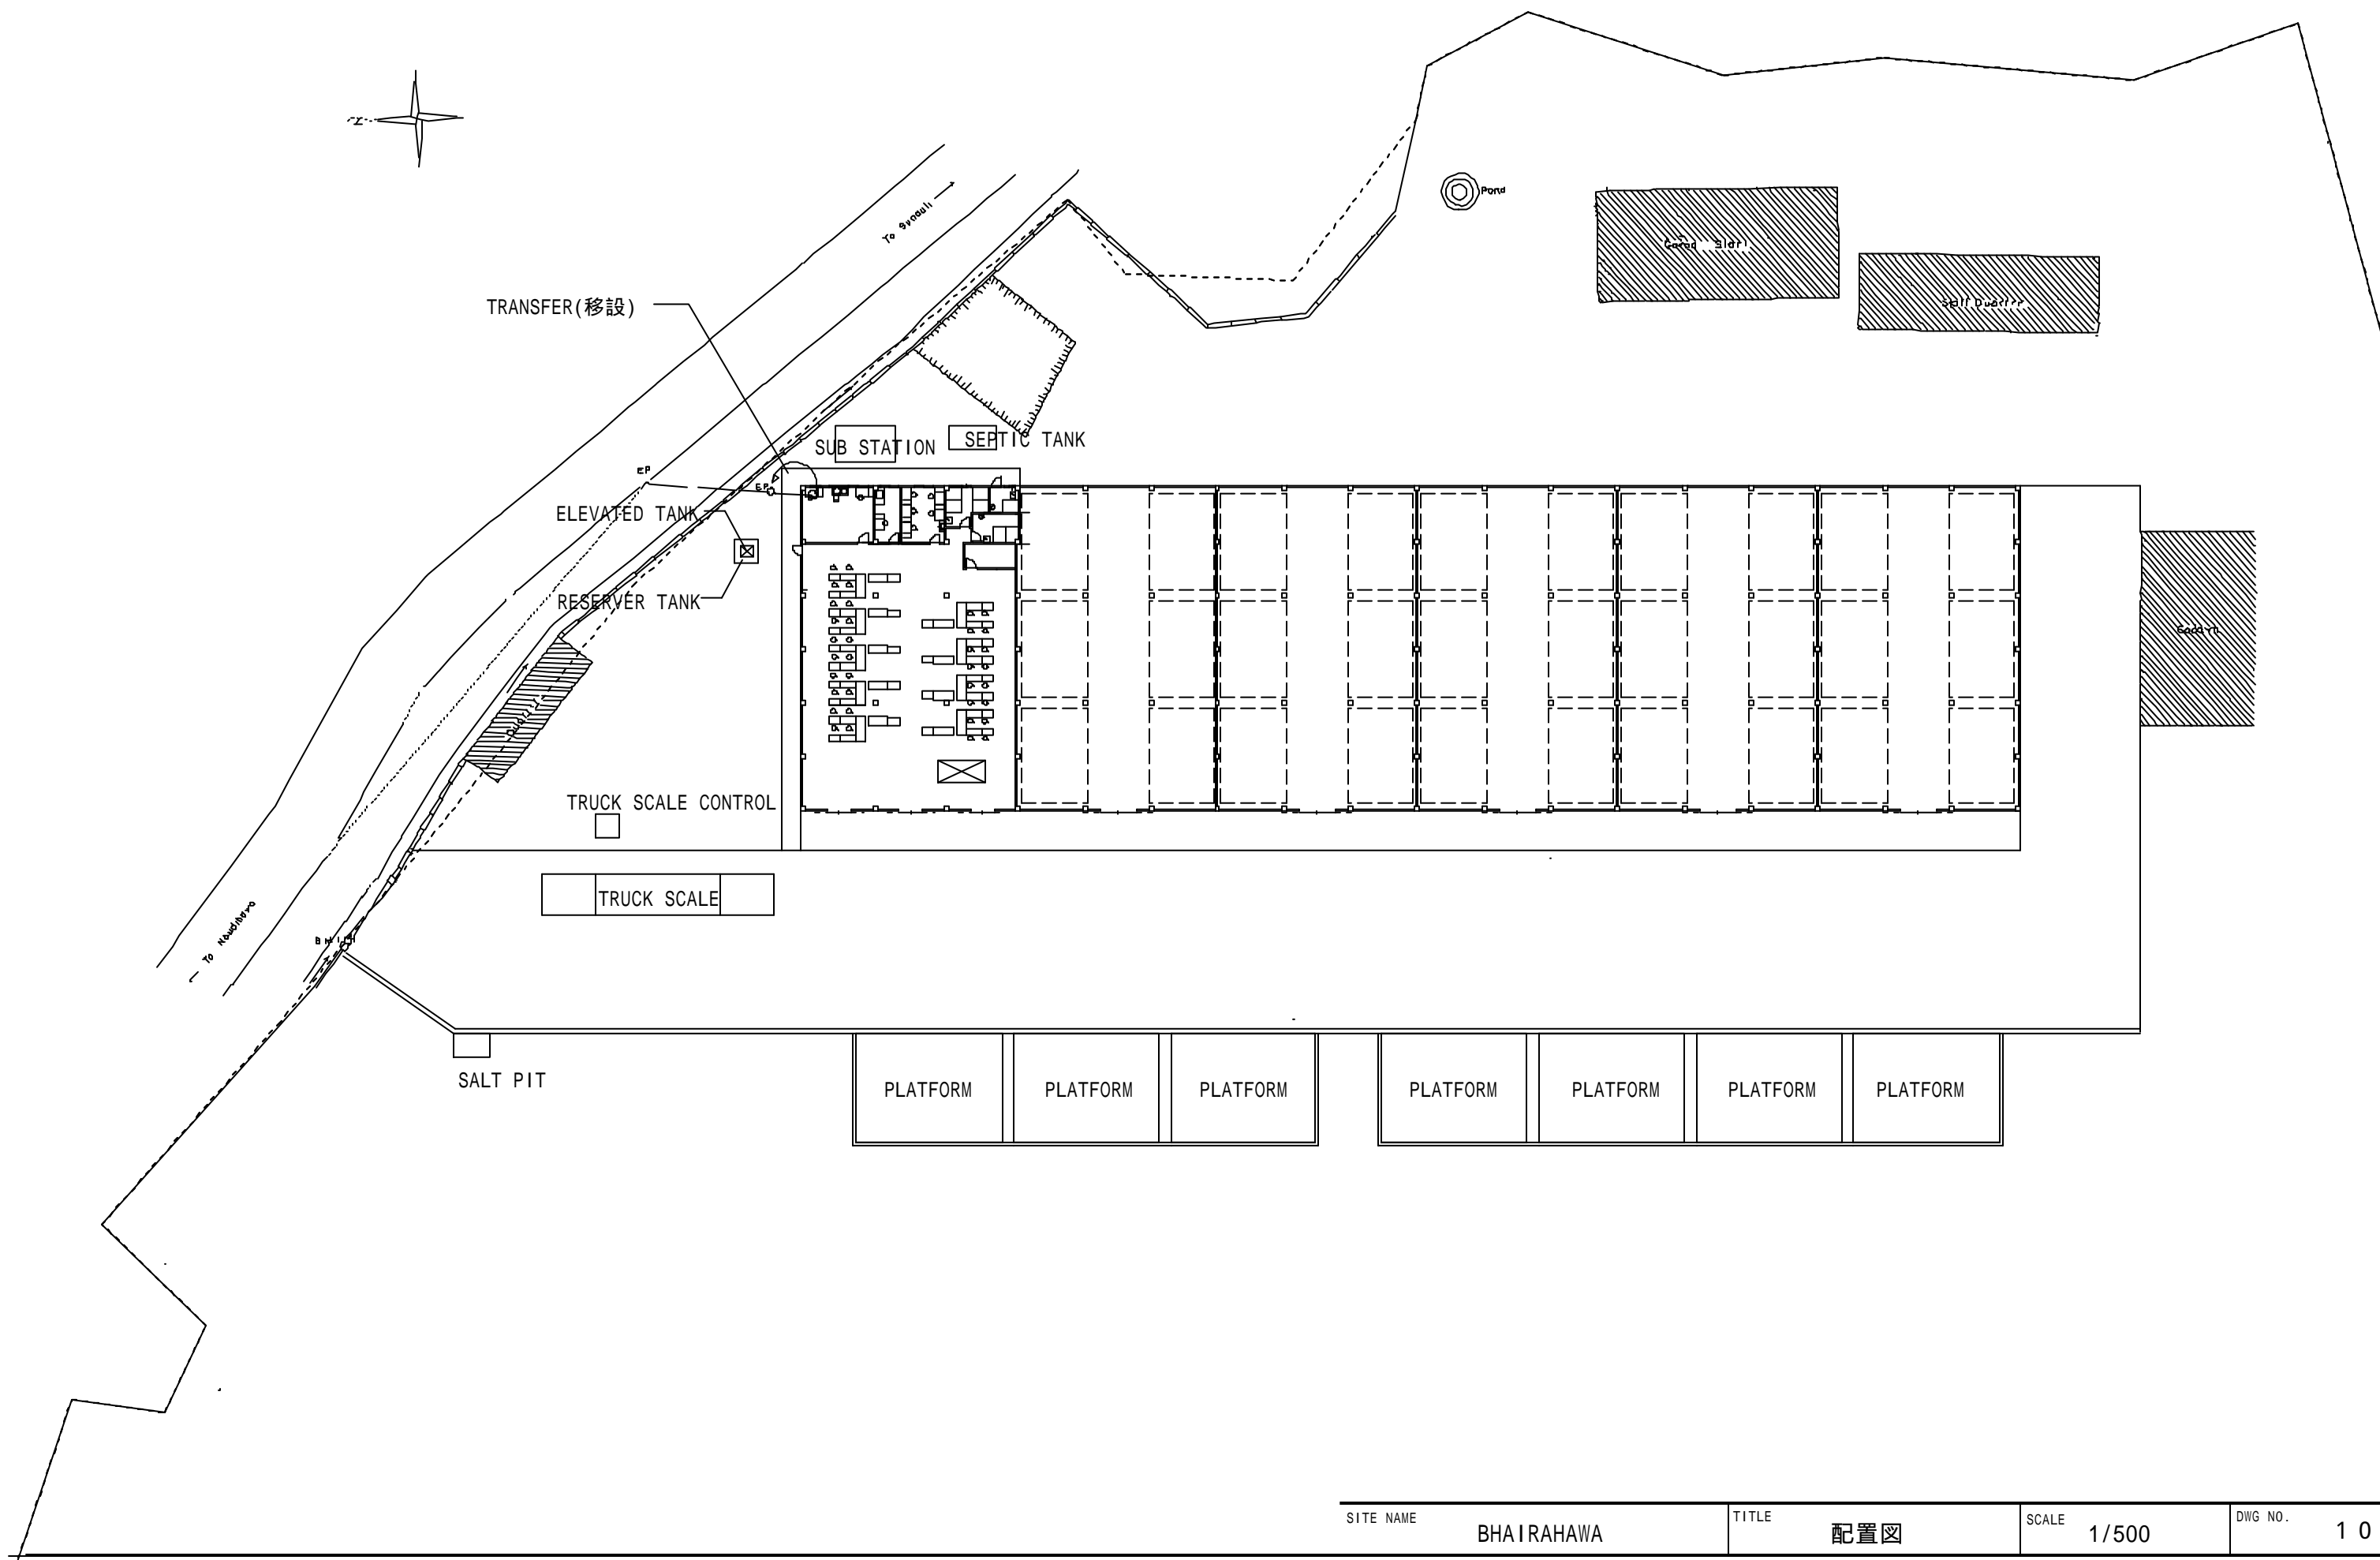 Pond
TRANSFER(移設)
SUB STATION
SEPTIC TANK
EP
EP
ELEVATED TANK
RESERVER TANK
TRUCK SCALE CONTROL
TRUCK SCALE
To
To
SALT PIT
PLATFORM
PLATFORM
PLATFORM
PLATFORM
PLATFORM
PLATFORM
PLATFORM
SITE NAME
BHAIRAHAWA
TITLE
配置図
SCALE
1/500
DWG NO.
10